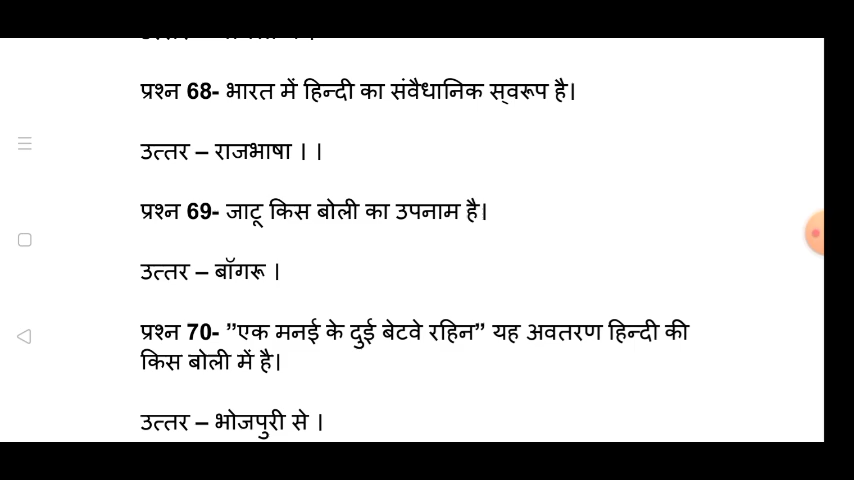 प्रश्न 68- भारत में हिन्दी का संवैधानिक स्वरूप है।
उत्तर – राजभाषा । ।
प्रश्न 69- जाटू किस बोली का उपनाम है।
उत्तर – बॉगरू ।
प्रश्न 70- ”एक मनई के दुई बेटवे रहिन” यह अवतरण हिन्दी की
किस बोली में है।
उत्तर – भोजपुरी से ।